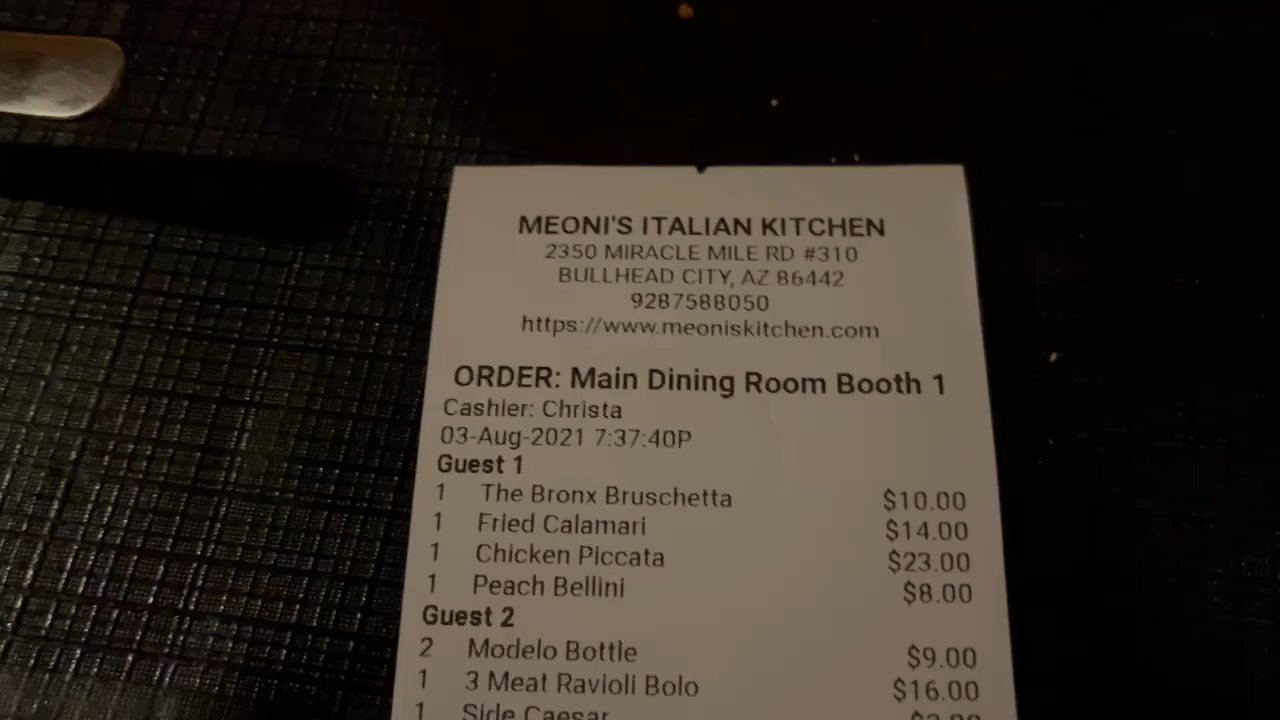 MEONI'S ITALIAN KITCHEN
2350 MIRACLE MILE RD #310
BULLHEAD CITY, AZ 86442
9287588050
https://www.meoniskitchen.com
ORDER: Main Dining Room Booth 1
Cashier: Christa
03-Aug-2021 7:37:40P
Guest 1
1 The Bronx Bruschetta $10.00
1 Fried Calamari $14.00
1 Chicken Piccata $23.00
1 Peach Bellini $8.00
Guest 2
2 Modelo Bottle $9.00
1 3 Meat Ravioli Bolo $16.00
1 Side Caesar